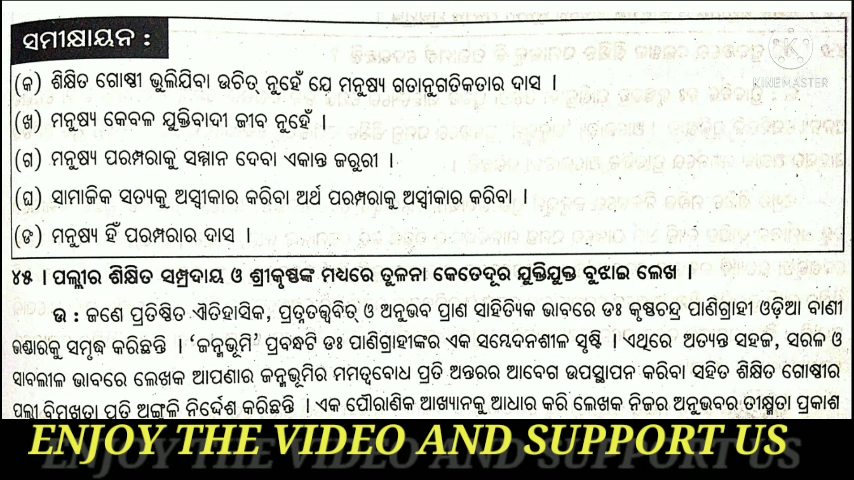 ସମୀକ୍ଷାୟନ :
KINEMASTER
(କ) ଶିକ୍ଷିତ ଗୋଷ୍ଠୀ ଭୁଲିଯିବା ଉଚିତ୍ ନୁହେଁ ଯେ ମନୁଷ୍ୟ ଗତାନୁଗତିକତାର ଦାସ ।
(ଖ) ମନୁଷ୍ୟ କେବଳ ଯୁକ୍ତିବାଦୀ ଜୀବ ନୁହେଁ ।
(ଗ) ମନୁଷ୍ୟ ପରମ୍ପରାକୁ ସମ୍ମାନ ଦେବା ଏକାନ୍ତ ଜରୁରୀ ।
(ଘ) ସାମାଜିକ ସତ୍ୟକୁ ଅସ୍ୱୀକାର କରିବା ଅର୍ଥ ପରମ୍ପରାକୁ ଅସ୍ୱୀକାର କରିବା ।
(ଙ) ମନୁଷ୍ୟ ହିଁ ପରମ୍ପରାର ଦାସ ।
୪୫ । ପଲ୍ଲୀର ଶିକ୍ଷିତ ସମ୍ପ୍ରଦାୟ ଓ ଶ୍ରୀକୃଷ୍ଣଙ୍କ ମଧ୍ୟରେ ତୁଳନା କେତେଦୂର ଯୁକ୍ତିଯୁକ୍ତ ବୁଝାଇ ଲେଖ ।
ଉ : ଜଣେ ପ୍ରତିଷ୍ଠିତ ଐତିହାସିକ, ପ୍ରତ୍ନତତ୍ତ୍ୱବିତ୍ ଓ ଅନୁଭବ ପ୍ରାଣ ସାହିତ୍ୟିକ ଭାବରେ ଡଃ କୃଷ୍ଣଚନ୍ଦ୍ର ପାଣିଗ୍ରାହୀ ଓଡ଼ିଆ ବାଣୀ
ଭଣ୍ଡାରକୁ ସମୃଦ୍ଧ କରିଛନ୍ତି । ‘ଜନ୍ମଭୂମି’ ପ୍ରବନ୍ଧଟି ଡଃ ପାଣିଗ୍ରାହୀଙ୍କର ଏକ ସମ୍ବେଦନଶୀଳ ସୃଷ୍ଟି । ଏଥିରେ ଅତ୍ୟନ୍ତ ସହଜ, ସରଳ ଓ
ସାବଲୀଳ ଭାବରେ ଲେଖକ ଆପଣାର ଜନ୍ମଭୂମିର ମମତ୍ୱବୋଧ ପ୍ରତି ଅନ୍ତରର ଆବେଗ ଉପସ୍ଥାପନ କରିବା ସହିତ ଶିକ୍ଷିତ ଗୋଷ୍ଠୀର
ପଲ୍ଲୀ ବିମୁଖତା ପ୍ରତି ଅଙ୍ଗୁଳି ନିର୍ଦ୍ଦେଶ କରିଛନ୍ତି । ଏକ ପୌରାଣିକ ଆଖ୍ୟାନକୁ ଆଧାର କରି ଲେଖକ ନିଜର ଅନୁଭବର ତୀକ୍ଷ୍ଣତା ପ୍ରକାଶ
ENJOY THE VIDEO AND SUPPORT US